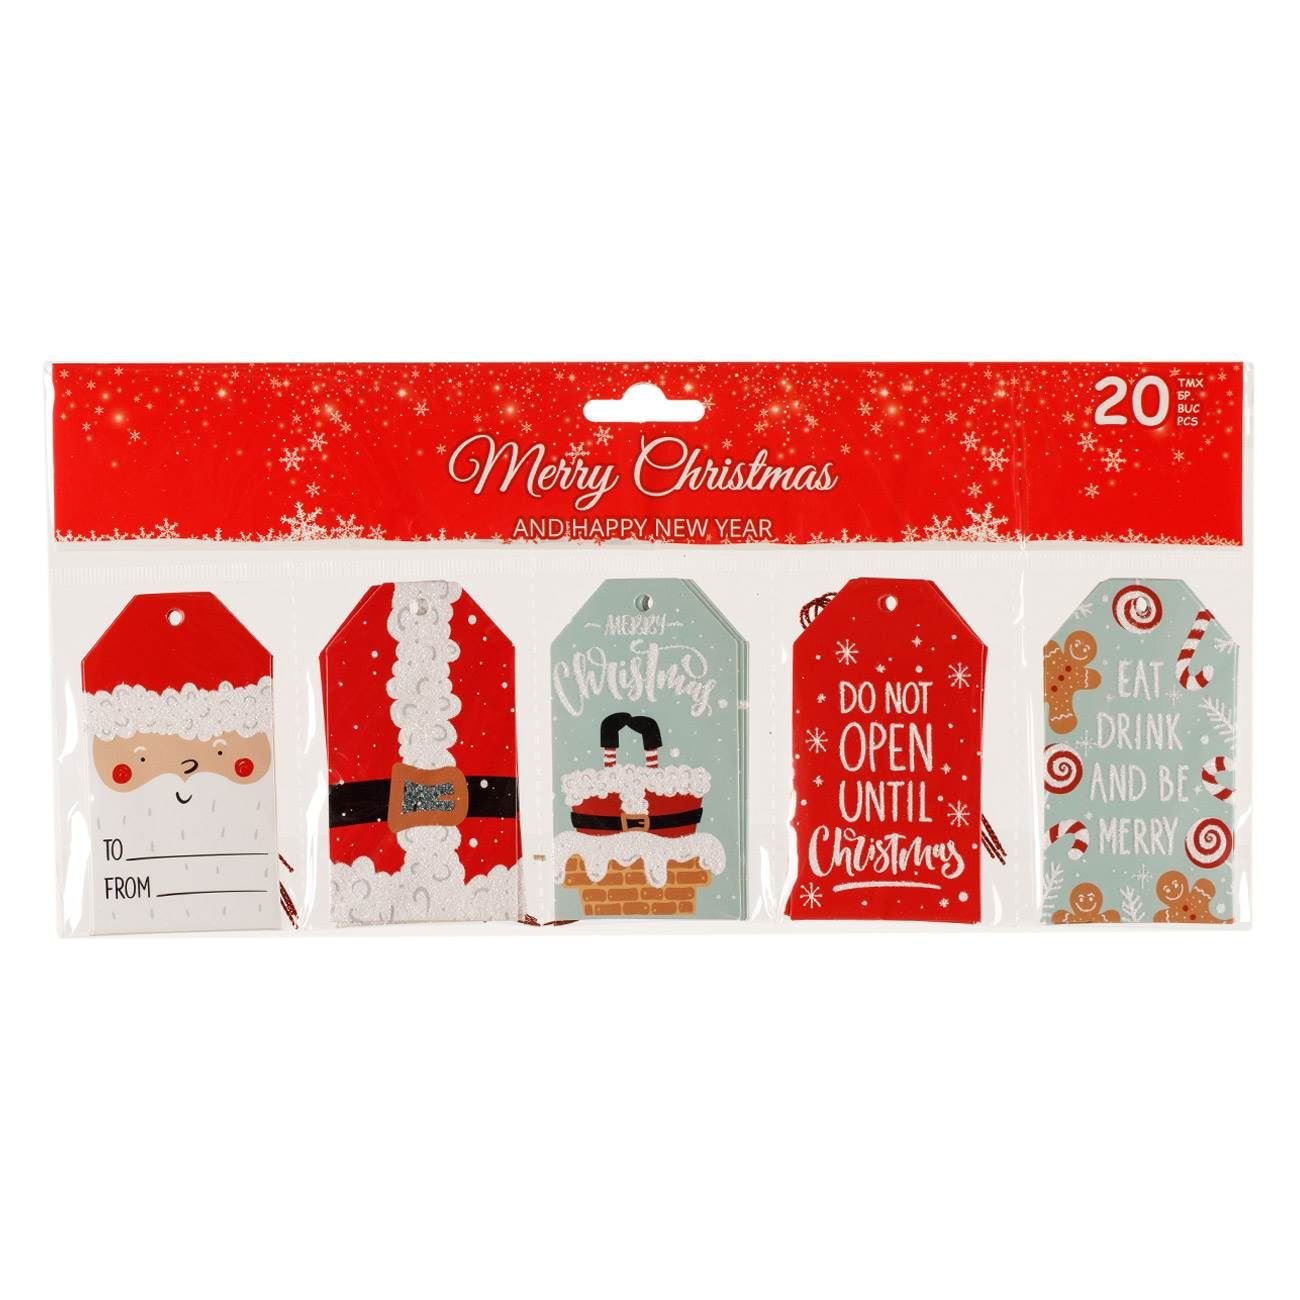 20
ΤΜΧ
БР
BUC
PCS
Merry Christmas
AND HAPPY NEW YEAR
TO
FROM
MERRY
Christmas
DO NOT
OPEN
UNTIL
Christmas
EAT
DRINK
AND BE
MERRY